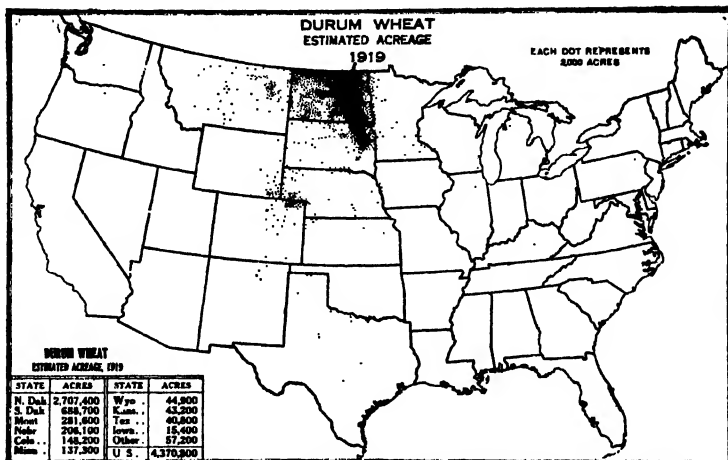 DURUM WHEAT
ESTIMATED ACREAGE
1919
EACH DOT REPRESENTS
2,000 ACRES
DURUM WHEAT
ESTIMATED ACREAGE, 1919
STATE ACRES STATE ACRES
N. Dak. 2,707,400 Wyo 44,900
S. Dak 688,700 Kans.. 43,200
Mont 281,600 Tex .. 40,800
Nebr 206,100 Iowa.. 15,400
Colo.. 148,200 Other. 57,200
Minn. 137,300 U S. 4,370,800